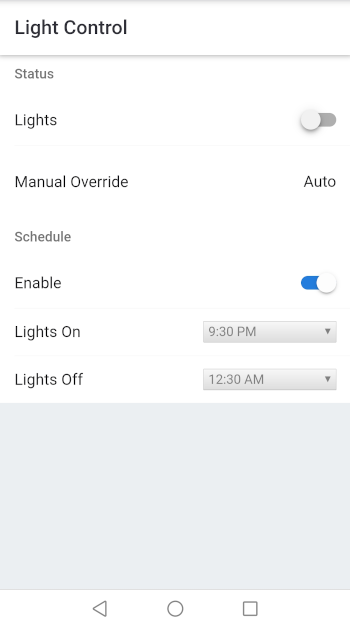 Light Control
Status
Lights
Manual Override Auto
Schedule
Enable
Lights On 9:30 PM
Lights Off 12:30 AM